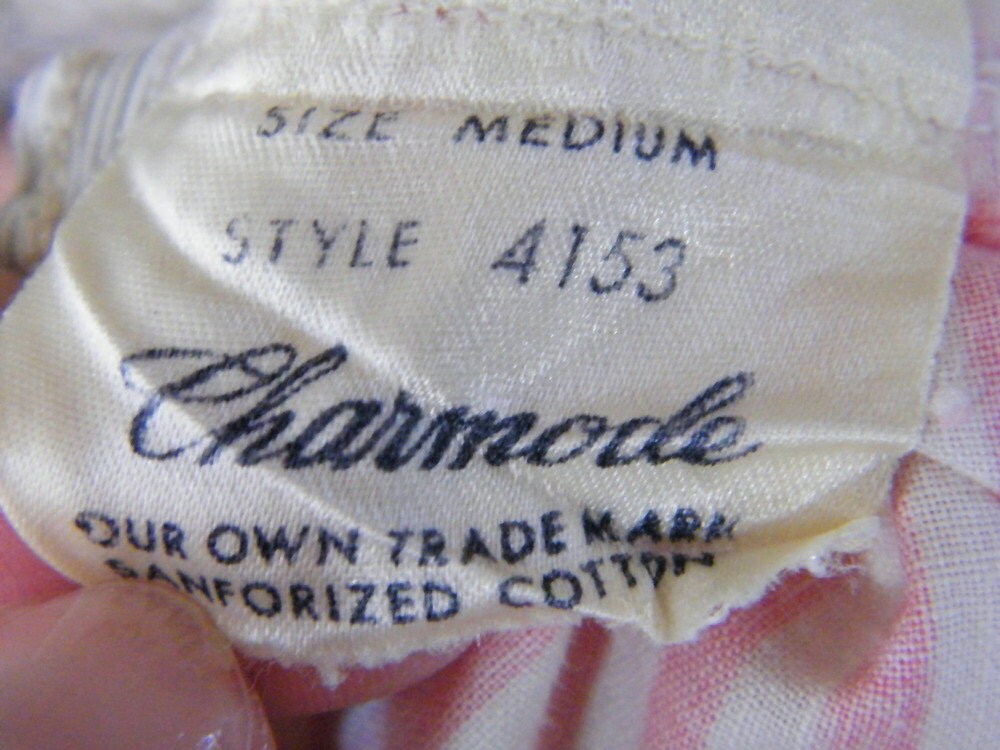 SIZE MEDIUM
STYLE 4153
Charmode
OUR OWN TRADE MARK
SANFORIZED COTTON